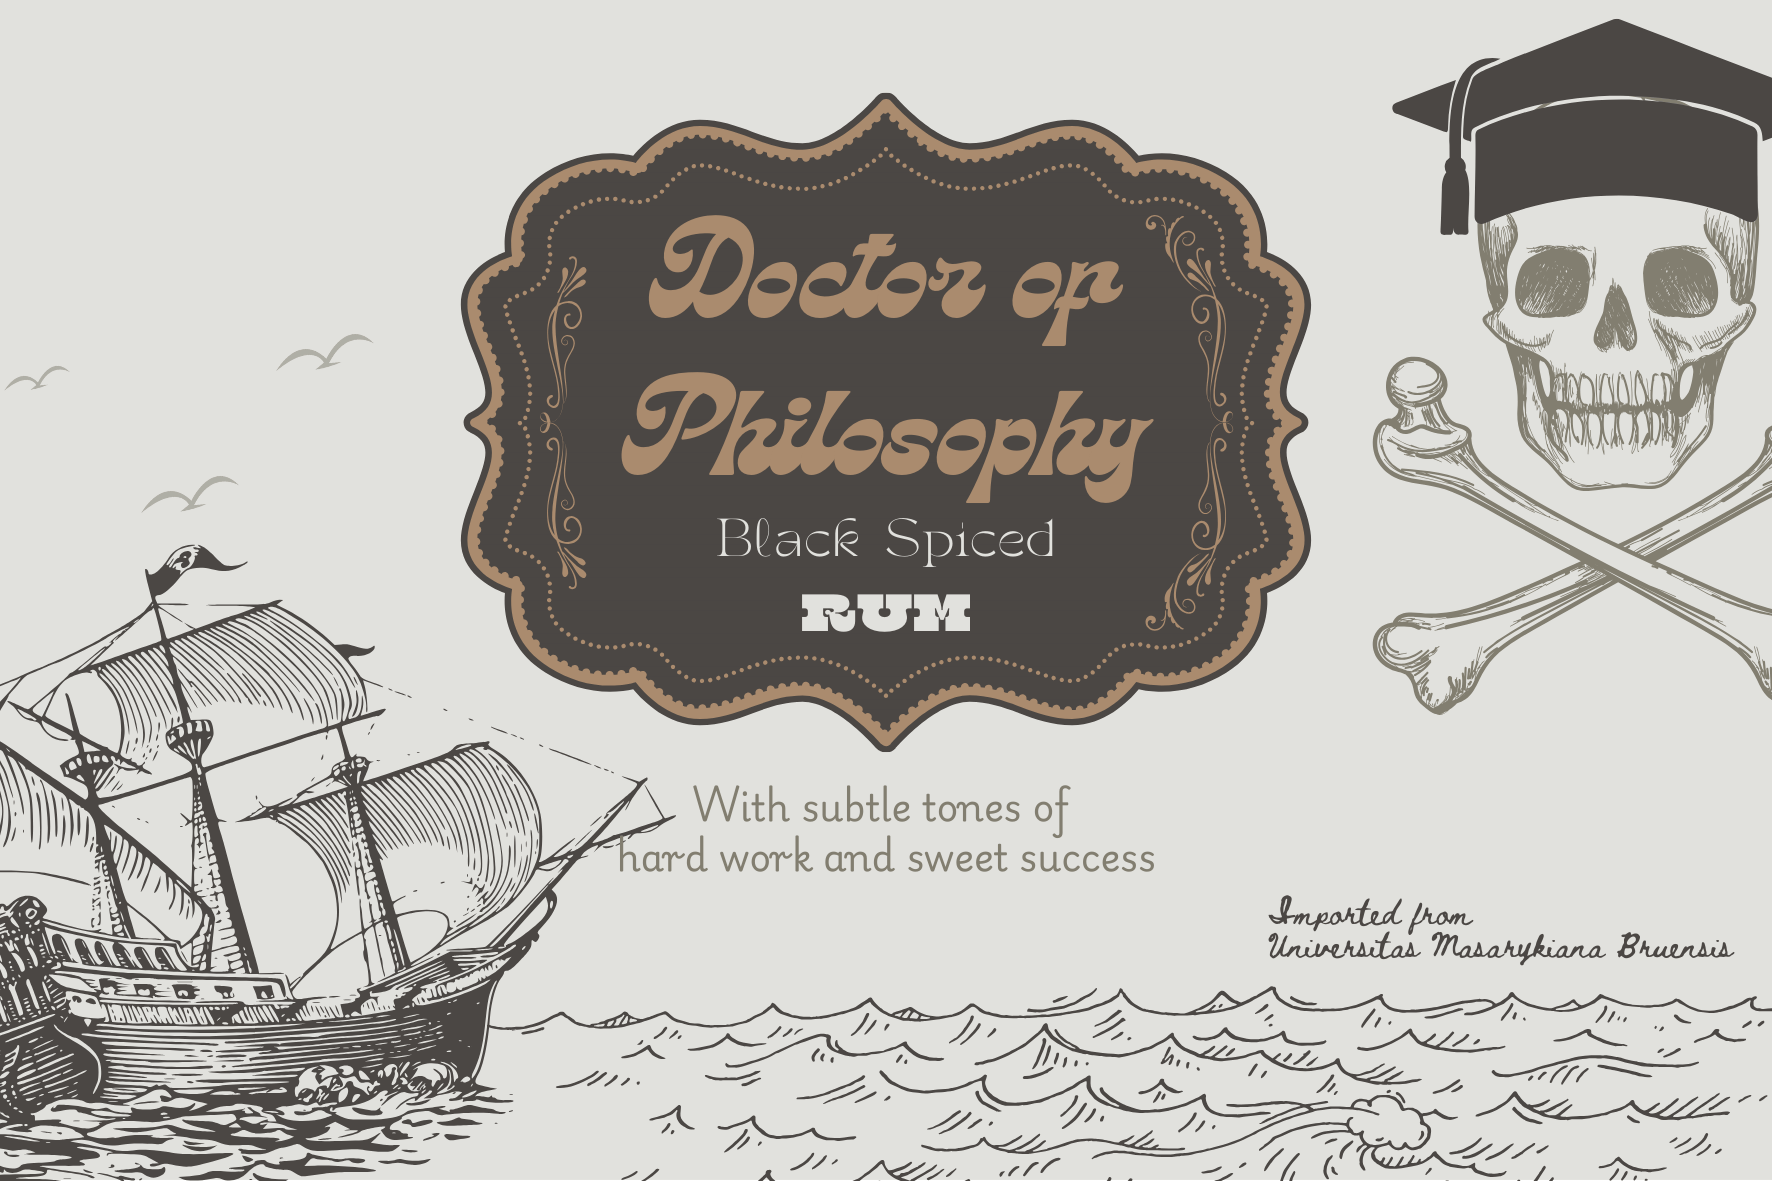 Doctor of
Philosophy
Black Spiced
RUM
With subtle tones of
hard work and sweet success
Imported from
Universitas Masarykiana Bruensis